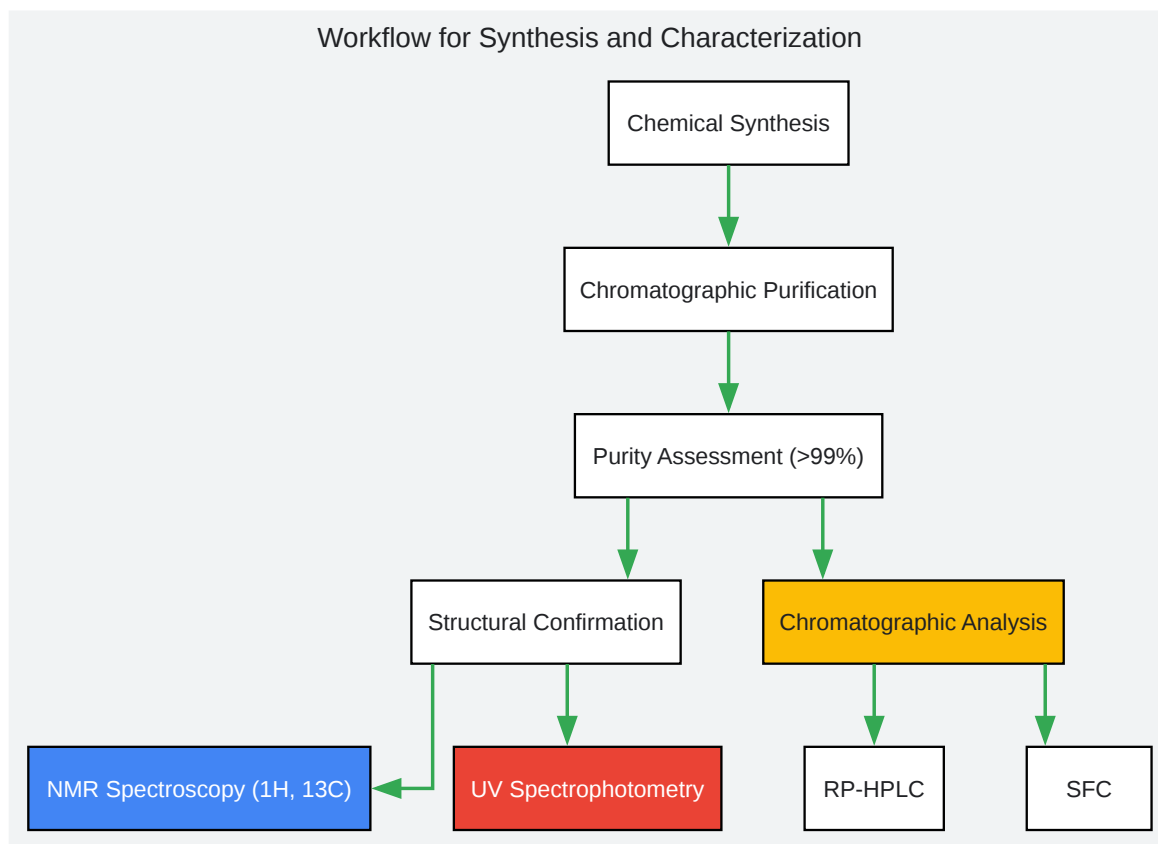 Workflow for Synthesis and Characterization
Chemical Synthesis
Chromatographic Purification
Purity Assessment (>99%)
Structural Confirmation
Chromatographic Analysis
NMR Spectroscopy (1H, 13C)
UV Spectrophotometry
RP-HPLC
SFC